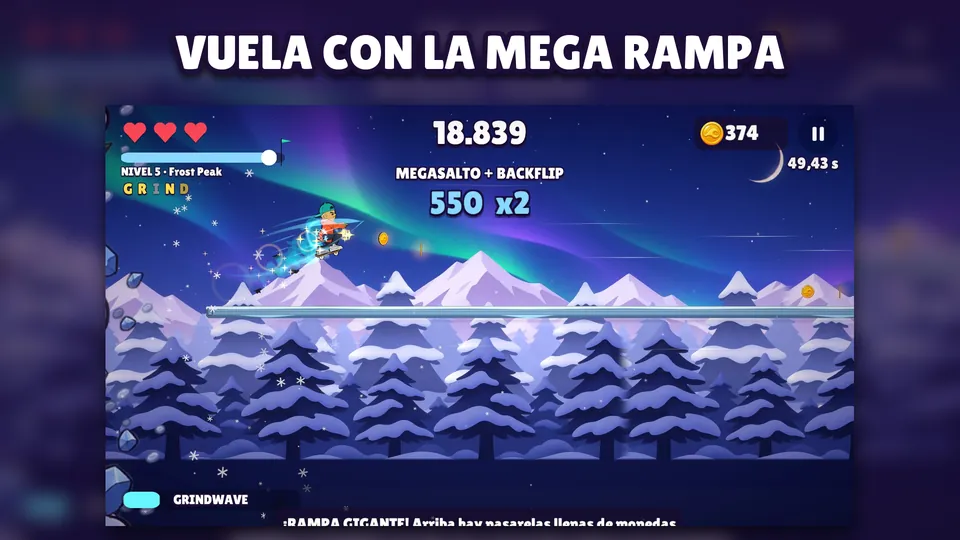 VUELA CON LA MEGA RAMPA
18.839
374
49,43 s
NIVEL 5 · Frost Peak
GRIND
MEGASALTO + BACKFLIP
550 x2
GRINDWAVE
¡RAMPA GIGANTE! Arriba hay pasarelas llenas de monedas